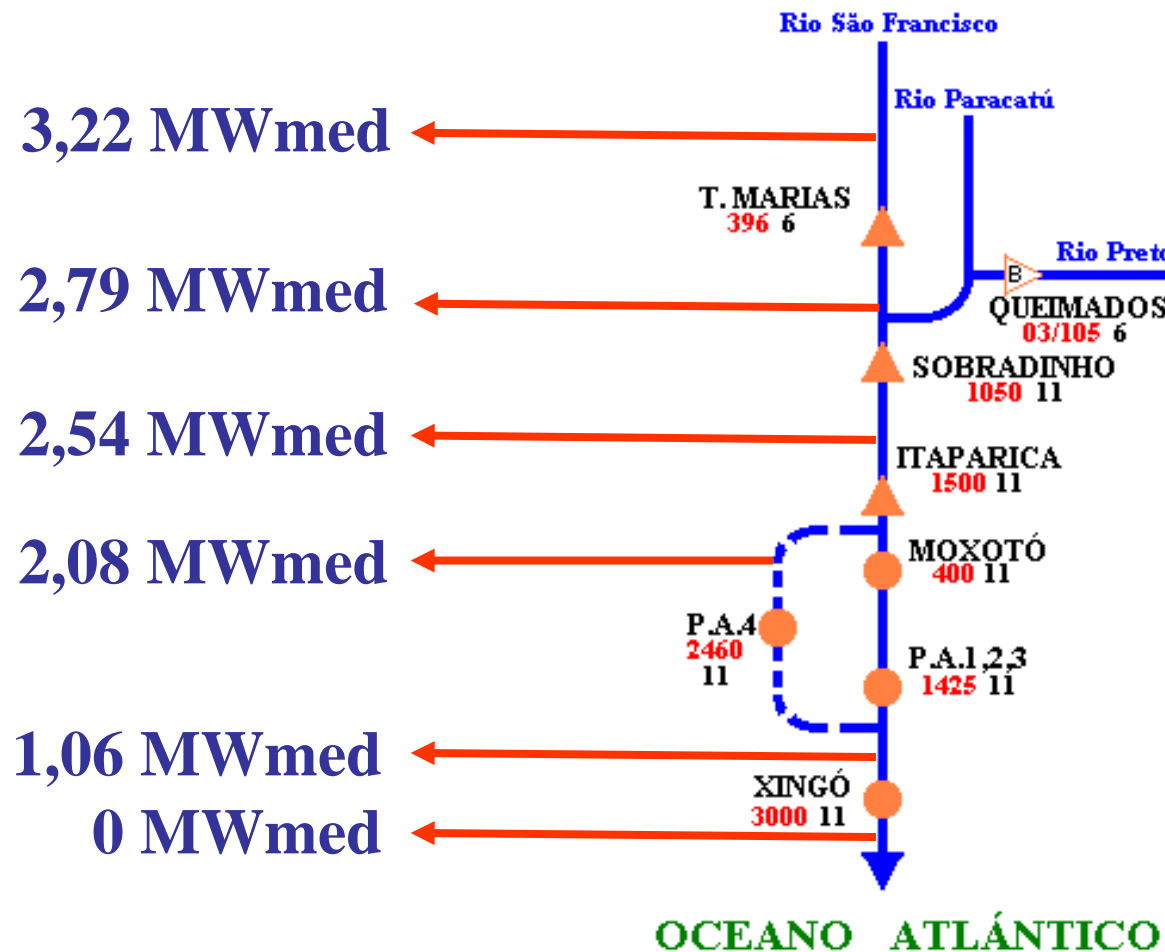 Rio São Francisco
Rio Paracatú
3,22 MWmed
T. MARIAS
396 6
Rio Preto
B
2,79 MWmed
QUEIMADOS
03/105 6
SOBRADINHO
1050 11
2,54 MWmed
ITAPARICA
1500 11
2,08 MWmed
MOXOTÓ
400 11
P.A.4
2460
11
P.A.1,2,3
1425 11
1,06 MWmed
XINGÓ
3000 11
0 MWmed
OCEANO ATLÁNTICO